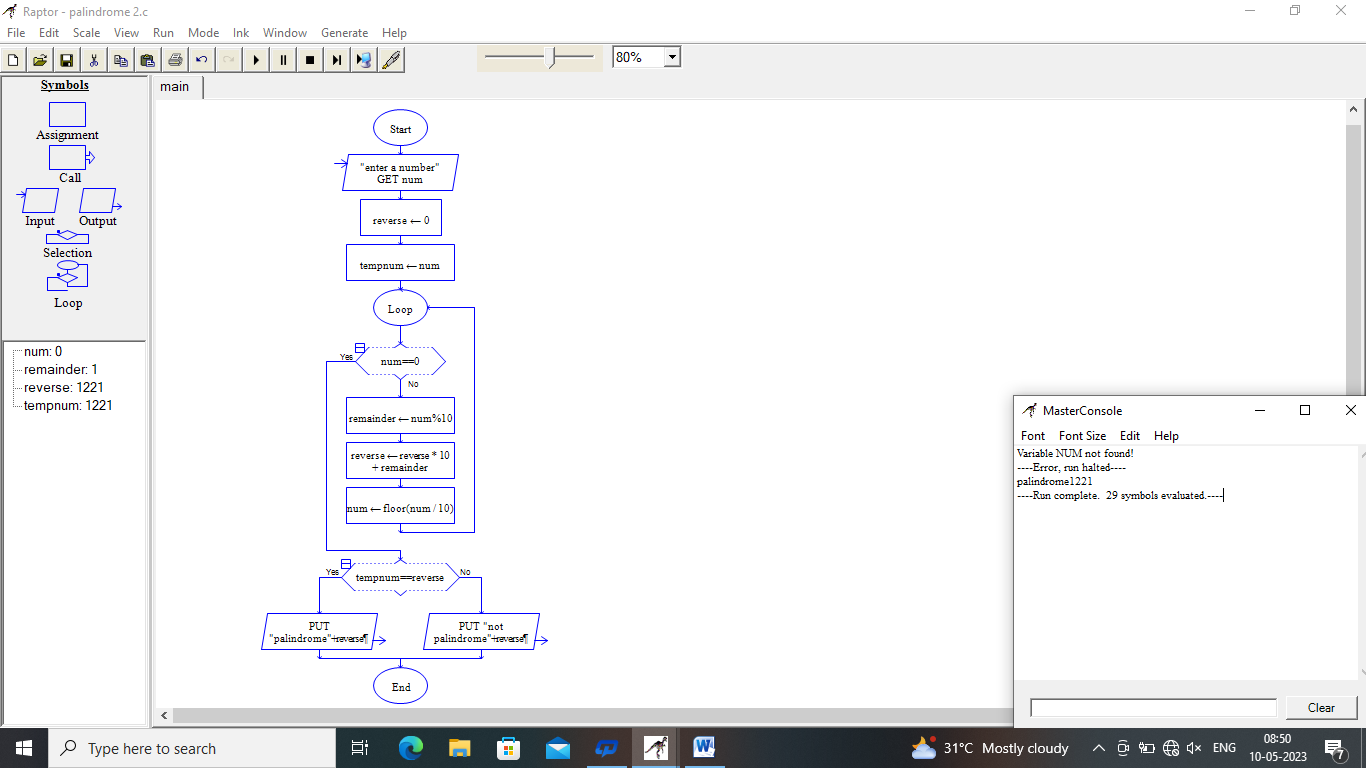 Raptor - palindrome 2.c
File Edit Scale View Run Mode Ink Window Generate Help
80%
Symbols
Assignment
Call
Input Output
Selection
Loop
num: 0
remainder: 1
reverse: 1221
tempnum: 1221
main
Start
"enter a number"
GET num
reverse ← 0
tempnum ← num
Loop
Yes
num==0
No
remainder ← num%10
reverse ← reverse * 10
+ remainder
num ← floor(num / 10)
Yes
tempnum==reverse
No
PUT
"palindrome"+reverse¶
PUT "not
palindrome"+reverse¶
End
MasterConsole
Font Font Size Edit Help
Variable NUM not found!
----Error, run halted----
palindrome1221
----Run complete. 29 symbols evaluated.----
Clear
Type here to search
31°C Mostly cloudy
ENG
08:50
10-05-2023
7